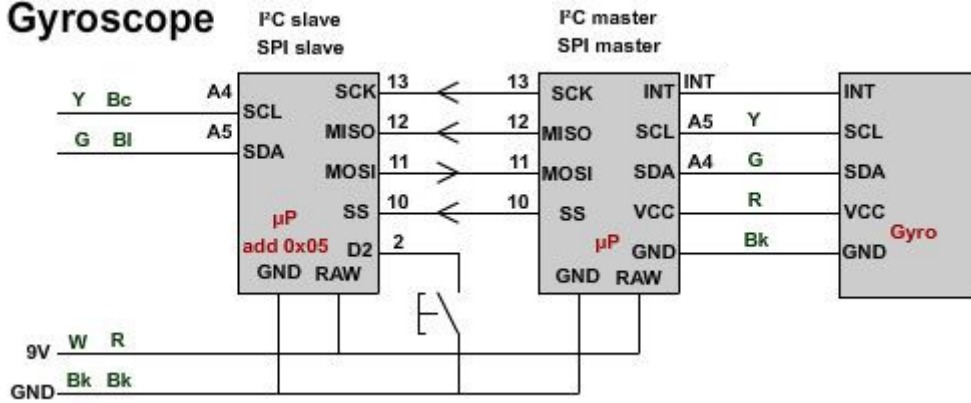 Gyroscope
I²C slave
SPI slave
I²C master
SPI master
Y Bc
A4
SCL
G Bl
A5
SDA
SCK
13
13
SCK
INT
INT
INT
MISO
12
12
MISO
SCL
A5
Y
SCL
MOSI
11
11
MOSI
SDA
A4
G
SDA
SS
10
10
SS
VCC
R
VCC
µP
add 0x05
D2
2
µP
GND
Bk
GND
Gyro
GND RAW
GND RAW
9V W R
GND Bk Bk